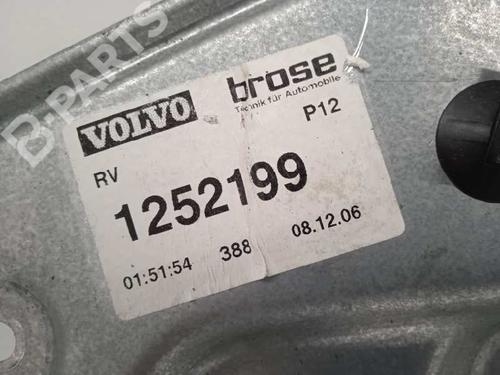 B-PARTS
VOLVO
brose
Technik für Automobile
P12
RV
1252199
01:51:54 388 08.12.06